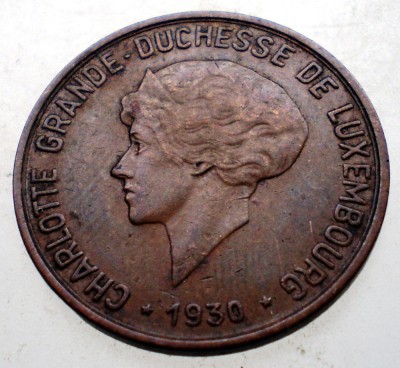 CHARLOTTE GRANDE-DUCHESSE DE LUXEMBOURG
* 1930 *